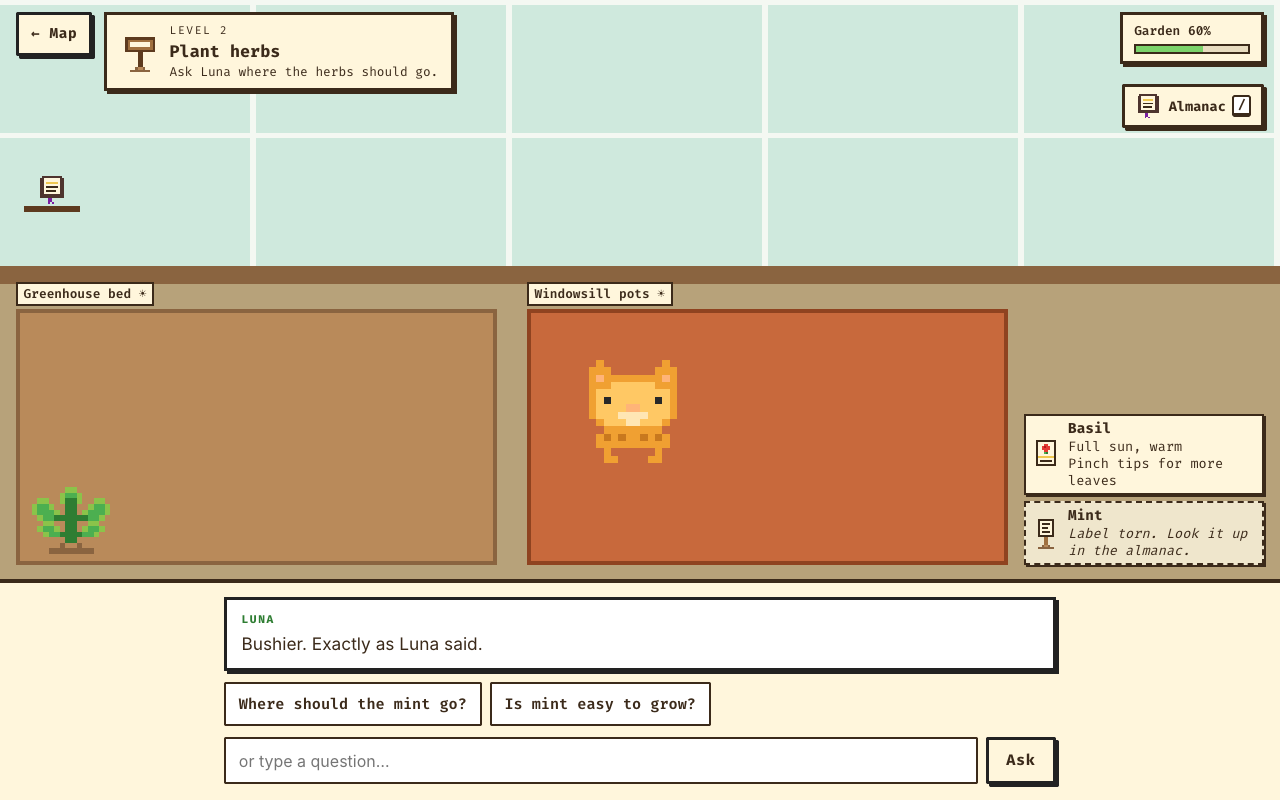 ← Map
LEVEL 2
Plant herbs
Ask Luna where the herbs should go.
Garden 60%
Almanac /
Greenhouse bed ☀
Windowsill pots ☀
Basil
Full sun, warm
Pinch tips for more
leaves
Mint
Label torn. Look it up
in the almanac.
LUNA
Bushier. Exactly as Luna said.
Where should the mint go?
Is mint easy to grow?
or type a question...
Ask